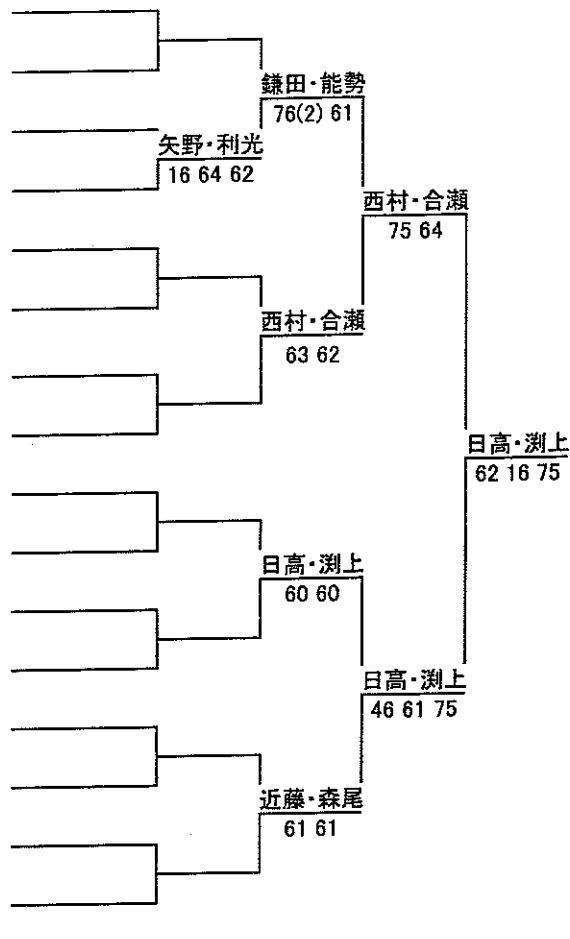 鎌田・能勢
76(2) 61
矢野・利光
16 64 62
西村・合瀬
75 64
西村・合瀬
63 62
日高・渕上
62 16 75
日高・渕上
60 60
日高・渕上
46 61 75
近藤・森尾
61 61